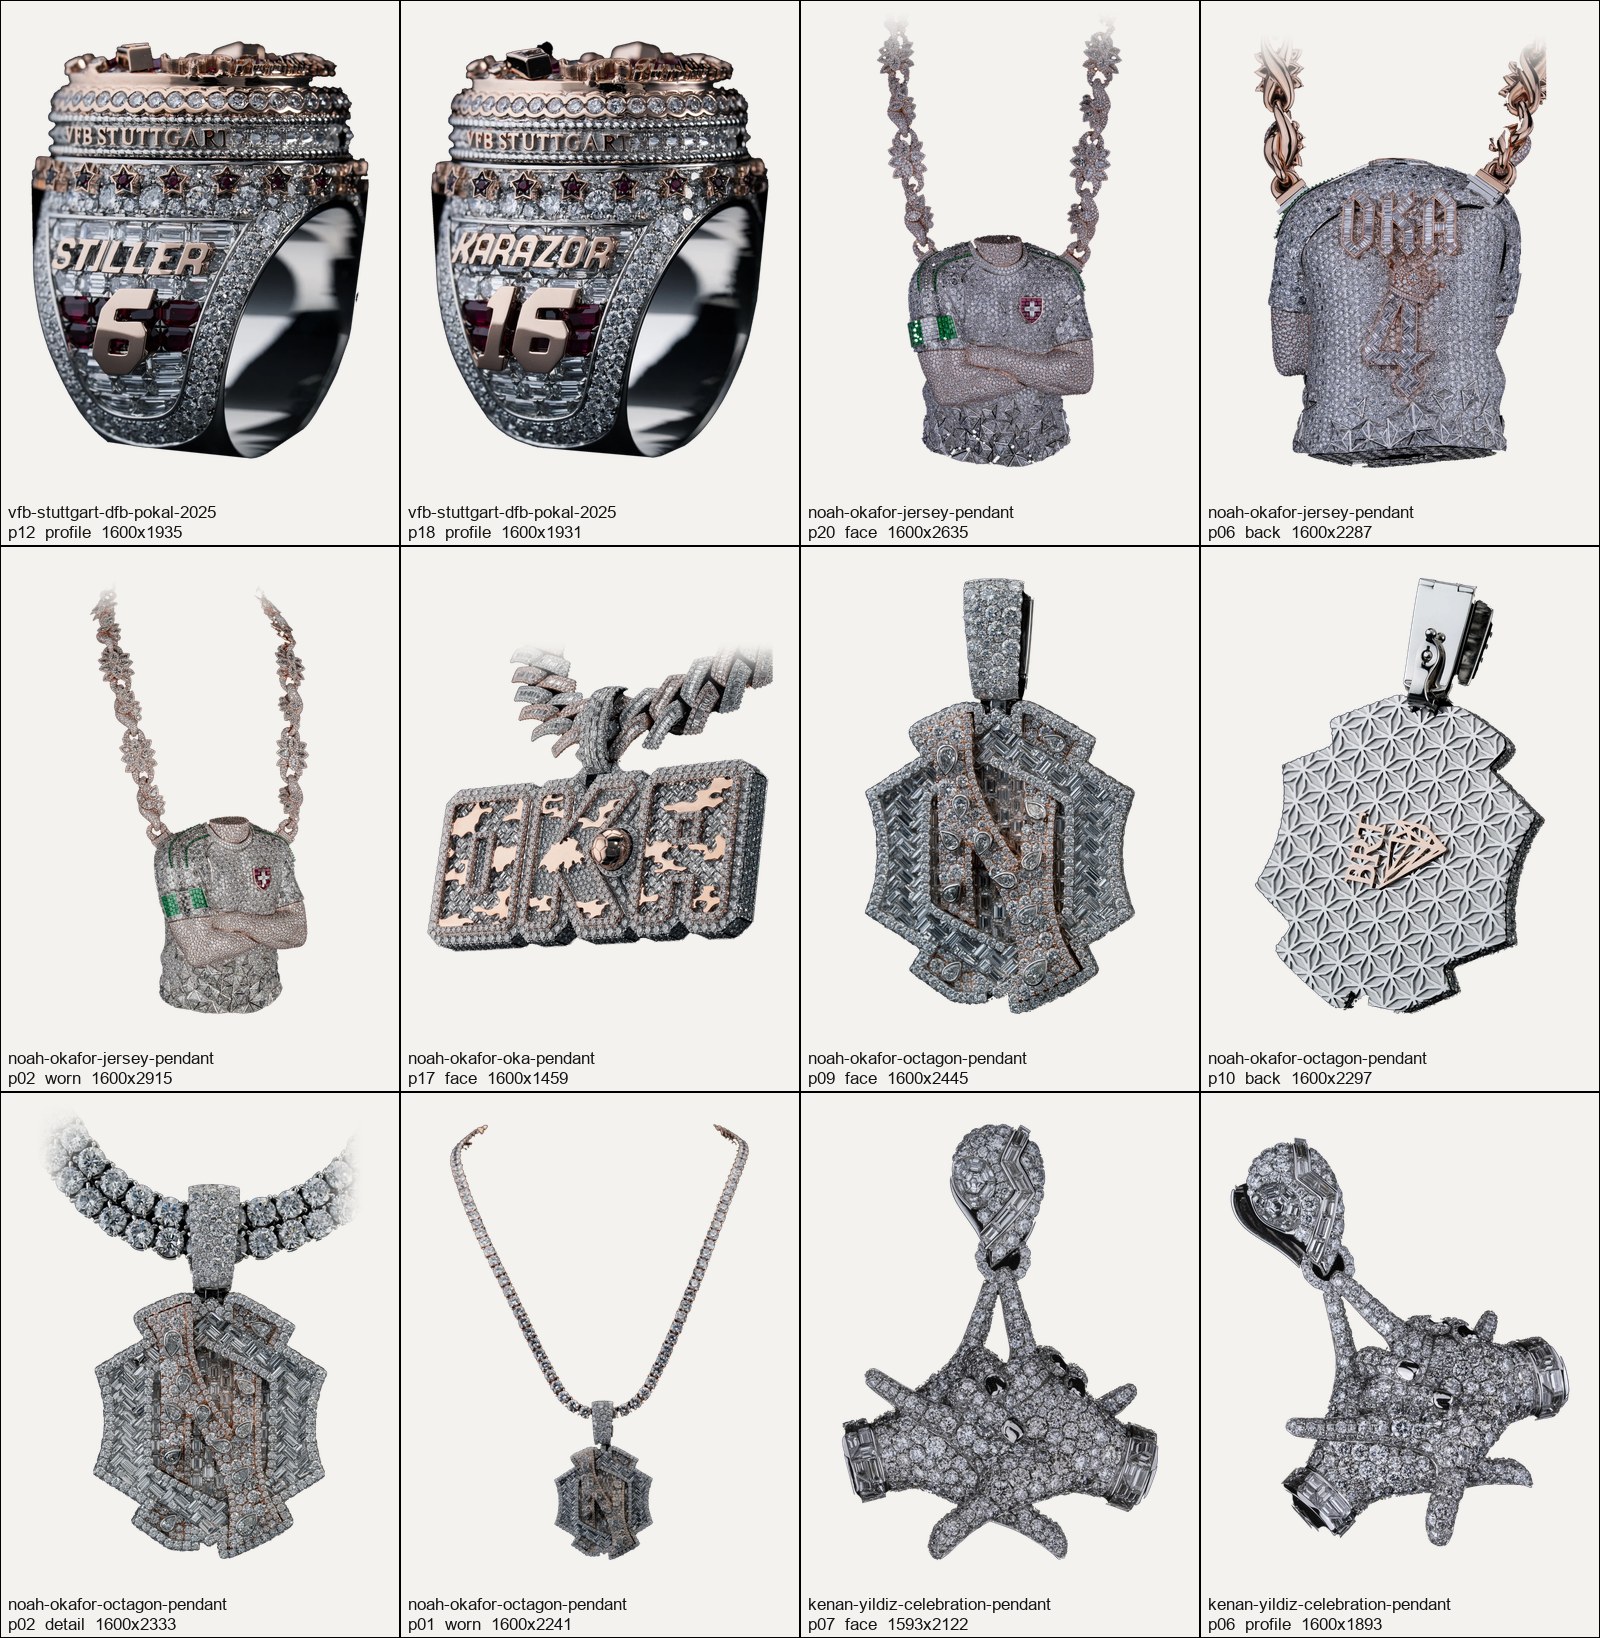 VFB STUTTGART
STILLER
6
vfb-stuttgart-dfb-pokal-2025
p12 profile 1600x1935
VFB STUTTGART
KARAZOR
16
vfb-stuttgart-dfb-pokal-2025
p18 profile 1600x1931
noah-okafor-jersey-pendant
p20 face 1600x2635
OKA
4
noah-okafor-jersey-pendant
p06 back 1600x2287
noah-okafor-jersey-pendant
p02 worn 1600x2915
OKA
noah-okafor-oka-pendant
p17 face 1600x1459
N
noah-okafor-octagon-pendant
p09 face 1600x2445
noah-okafor-octagon-pendant
p10 back 1600x2297
N
noah-okafor-octagon-pendant
p02 detail 1600x2333
N
noah-okafor-octagon-pendant
p01 worn 1600x2241
kenan-yildiz-celebration-pendant
p07 face 1593x2122
kenan-yildiz-celebration-pendant
p06 profile 1600x1893